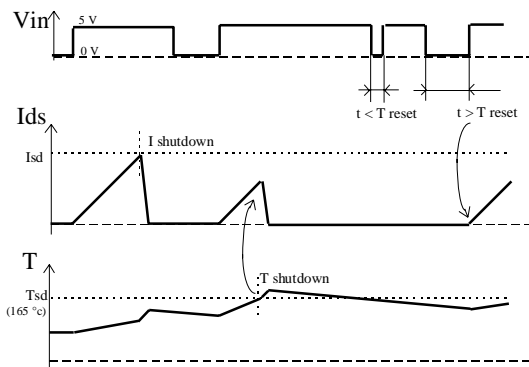 Vin
5 V
0 V
t < T reset
t > T reset
Ids
I shutdown
Isd
T
T shutdown
Tsd
(165 °c)